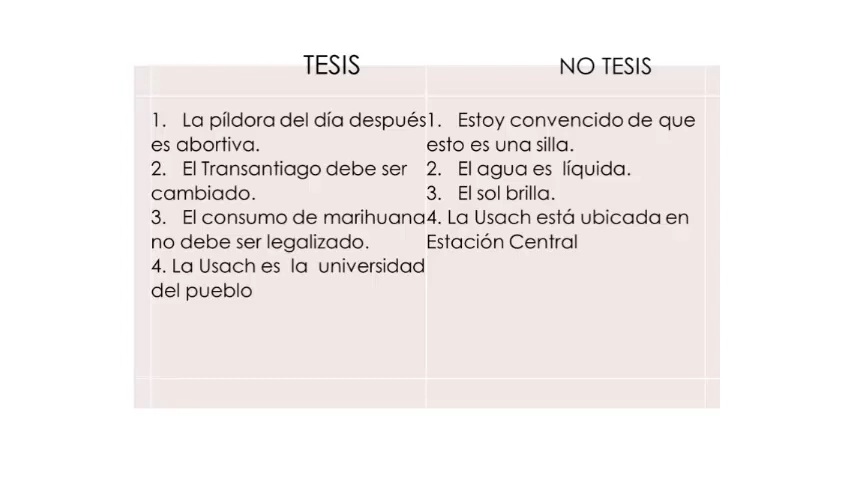 TESIS
NO TESIS
1. La píldora del día después
es abortiva.
2. El Transantiago debe ser
cambiado.
3. El consumo de marihuana
no debe ser legalizado.
4. La Usach es la universidad
del pueblo
1. Estoy convencido de que
esto es una silla.
2. El agua es líquida.
3. El sol brilla.
4. La Usach está ubicada en
Estación Central